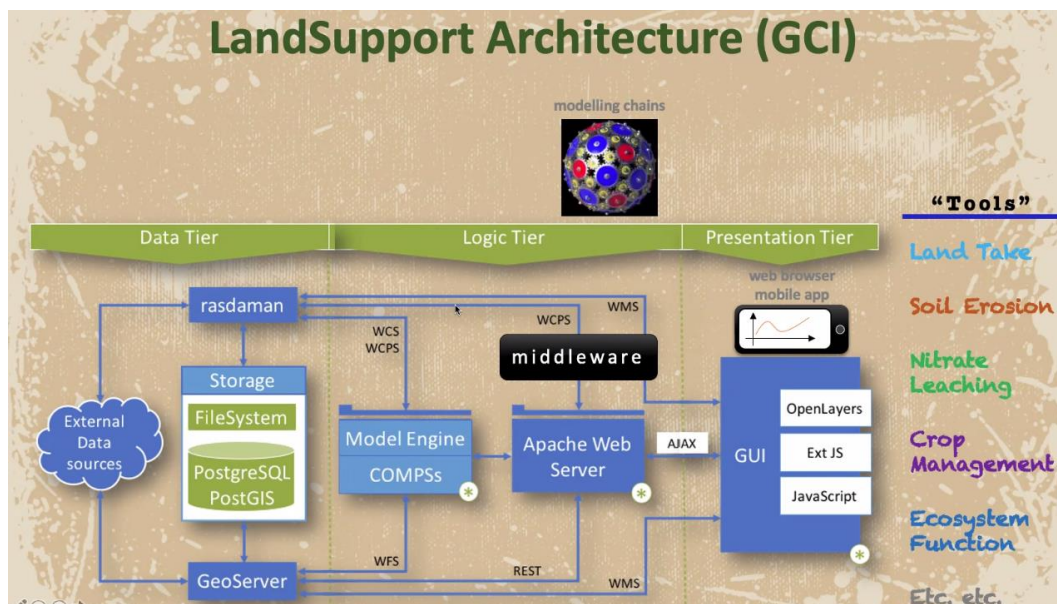 LandSupport Architecture (GCI)
modelling chains
"Tools"
Data Tier
Logic Tier
Presentation Tier
Land Take
web browser
mobile app
rasdaman
WMS
WCPS
WCS
WCPS
Soil Erosion
middleware
Nitrate
Leaching
Storage
FileSystem
PostgreSQL
PostGIS
External
Data
sources
Model Engine
COMPSs
*
Apache Web
Server
*
AJAX
GUI
OpenLayers
Ext JS
JavaScript
*
Crop
Management
Ecosystem
Function
WFS
REST
WMS
GeoServer
Etc. etc.